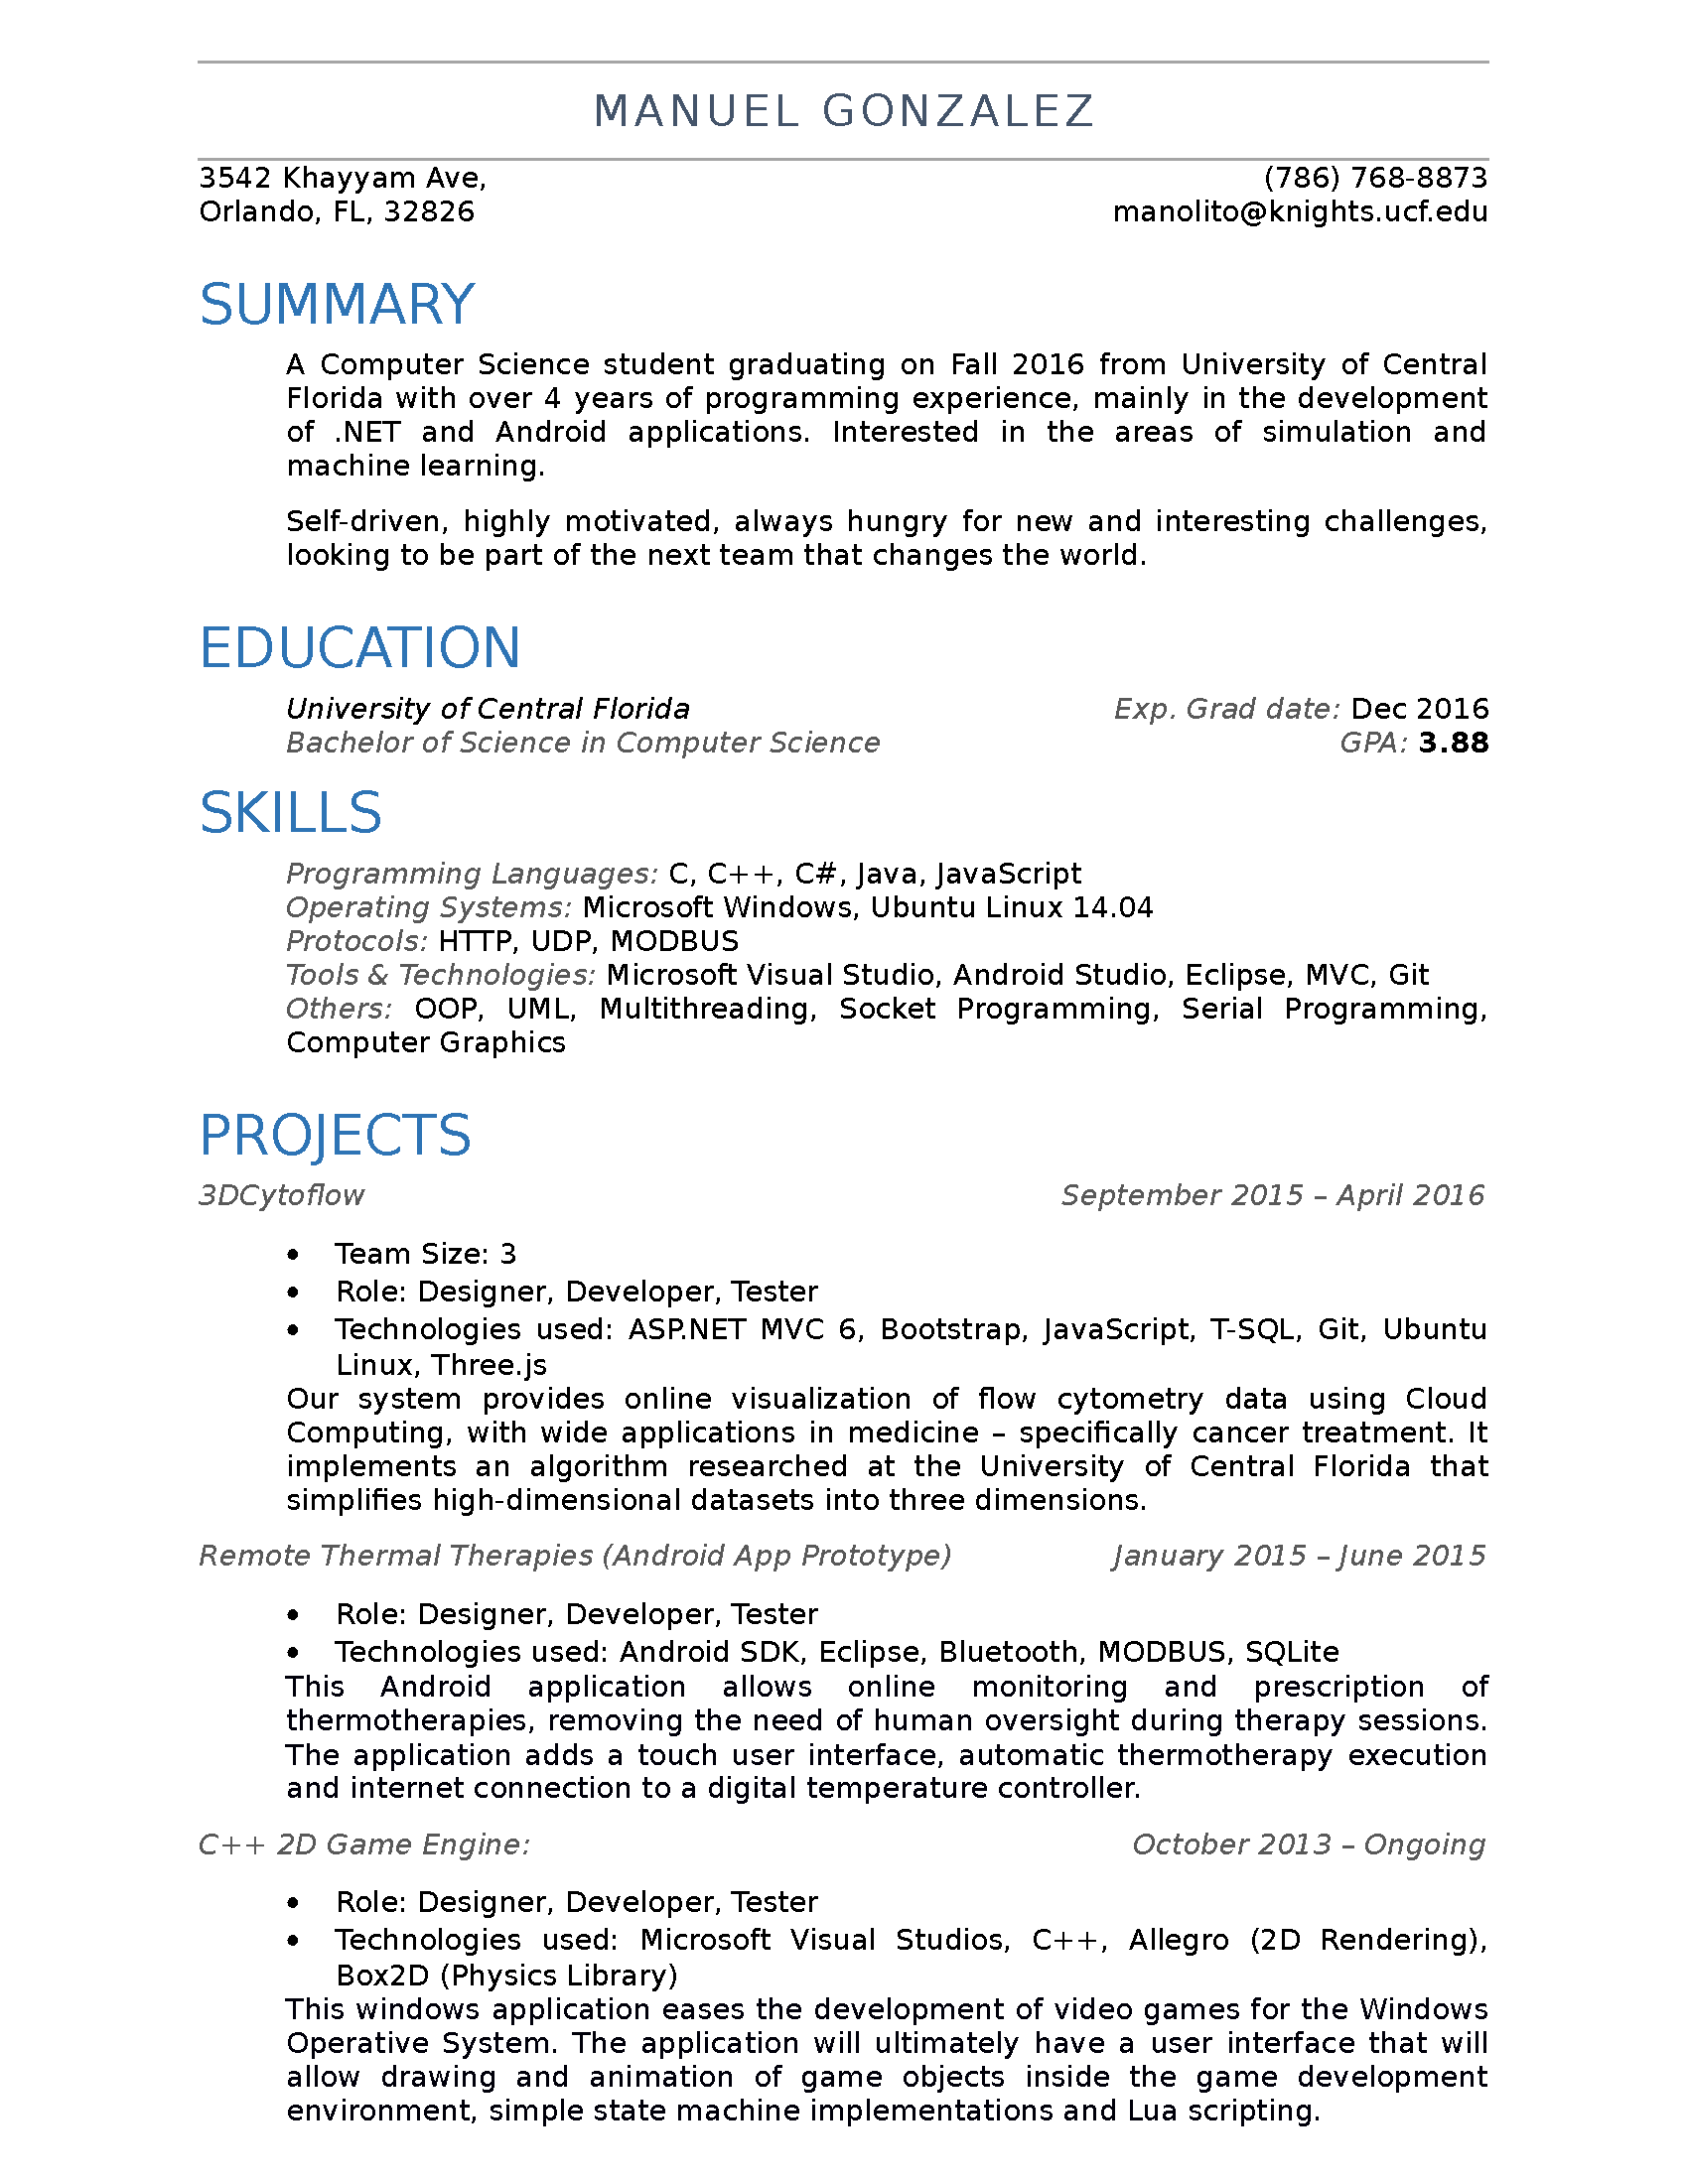 MANUEL GONZALEZ
3542 Khayyam Ave, (786) 768-8873
Orlando, FL, 32826 manolito@knights.ucf.edu
SUMMARY
A Computer Science student graduating on Fall 2016 from University of Central
Florida with over 4 years of programming experience, mainly in the development
of .NET and Android applications. Interested in the areas of simulation and
machine learning.
Self-driven, highly motivated, always hungry for new and interesting challenges,
looking to be part of the next team that changes the world.
EDUCATION
University of Central Florida Exp. Grad date: Dec 2016
Bachelor of Science in Computer Science GPA: 3.88
SKILLS
Programming Languages: C, C++, C#, Java, JavaScript
Operating Systems: Microsoft Windows, Ubuntu Linux 14.04
Protocols: HTTP, UDP, MODBUS
Tools & Technologies: Microsoft Visual Studio, Android Studio, Eclipse, MVC, Git
Others: OOP, UML, Multithreading, Socket Programming, Serial Programming,
Computer Graphics
PROJECTS
3DCytoflow September 2015 – April 2016
• Team Size: 3
• Role: Designer, Developer, Tester
• Technologies used: ASP.NET MVC 6, Bootstrap, JavaScript, T-SQL, Git, Ubuntu
Linux, Three.js
Our system provides online visualization of flow cytometry data using Cloud
Computing, with wide applications in medicine – specifically cancer treatment. It
implements an algorithm researched at the University of Central Florida that
simplifies high-dimensional datasets into three dimensions.
Remote Thermal Therapies (Android App Prototype) January 2015 – June 2015
• Role: Designer, Developer, Tester
• Technologies used: Android SDK, Eclipse, Bluetooth, MODBUS, SQLite
This Android application allows online monitoring and prescription of
thermotherapies, removing the need of human oversight during therapy sessions.
The application adds a touch user interface, automatic thermotherapy execution
and internet connection to a digital temperature controller.
C++ 2D Game Engine: October 2013 – Ongoing
• Role: Designer, Developer, Tester
• Technologies used: Microsoft Visual Studios, C++, Allegro (2D Rendering),
Box2D (Physics Library)
This windows application eases the development of video games for the Windows
Operative System. The application will ultimately have a user interface that will
allow drawing and animation of game objects inside the game development
environment, simple state machine implementations and Lua scripting.